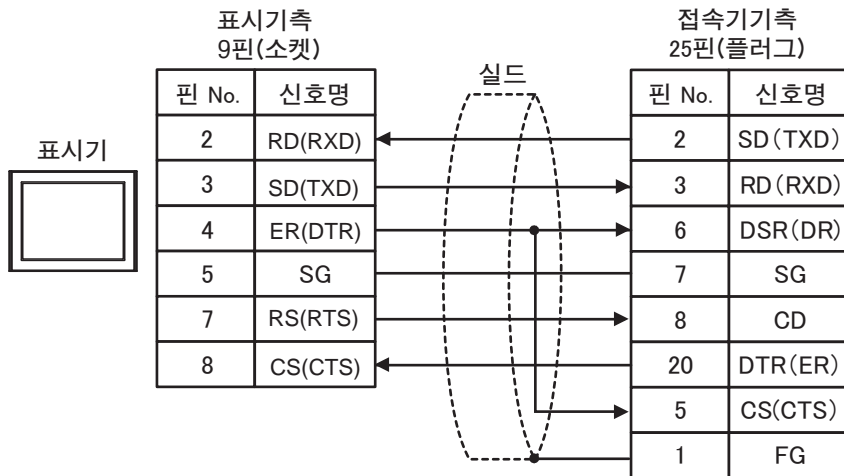 표시기측
9핀(소켓)
접속기기측
25핀(플러그)
실드
표시기
핀 No. 신호명
2 RD(RXD)
3 SD(TXD)
4 ER(DTR)
5 SG
7 RS(RTS)
8 CS(CTS)
핀 No. 신호명
2 SD(TXD)
3 RD(RXD)
6 DSR(DR)
7 SG
8 CD
20 DTR(ER)
5 CS(CTS)
1 FG